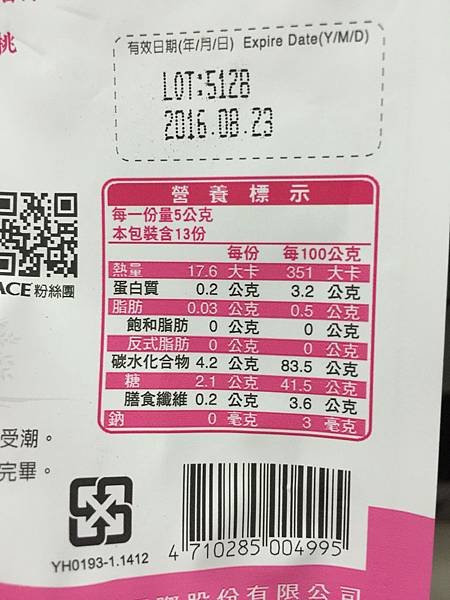 桃
有效日期(年/月/日) Expire Date(Y/M/D)
LOT:5128
2016.08.23
營養標示
每一份量5公克
本包裝含13份
每份 每100公克
熱量 17.6 大卡 351 大卡
蛋白質 0.2 公克 3.2 公克
脂肪 0.03 公克 0.5 公克
飽和脂肪 0 公克 0 公克
反式脂肪 0 公克 0 公克
碳水化合物 4.2 公克 83.5 公克
糖 2.1 公克 41.5 公克
膳食纖維 0.2 公克 3.6 公克
鈉 0 毫克 3 毫克
ACE粉絲團
受潮。
完畢。
YH0193-1.1412
4 710285 004995
股份有限公司